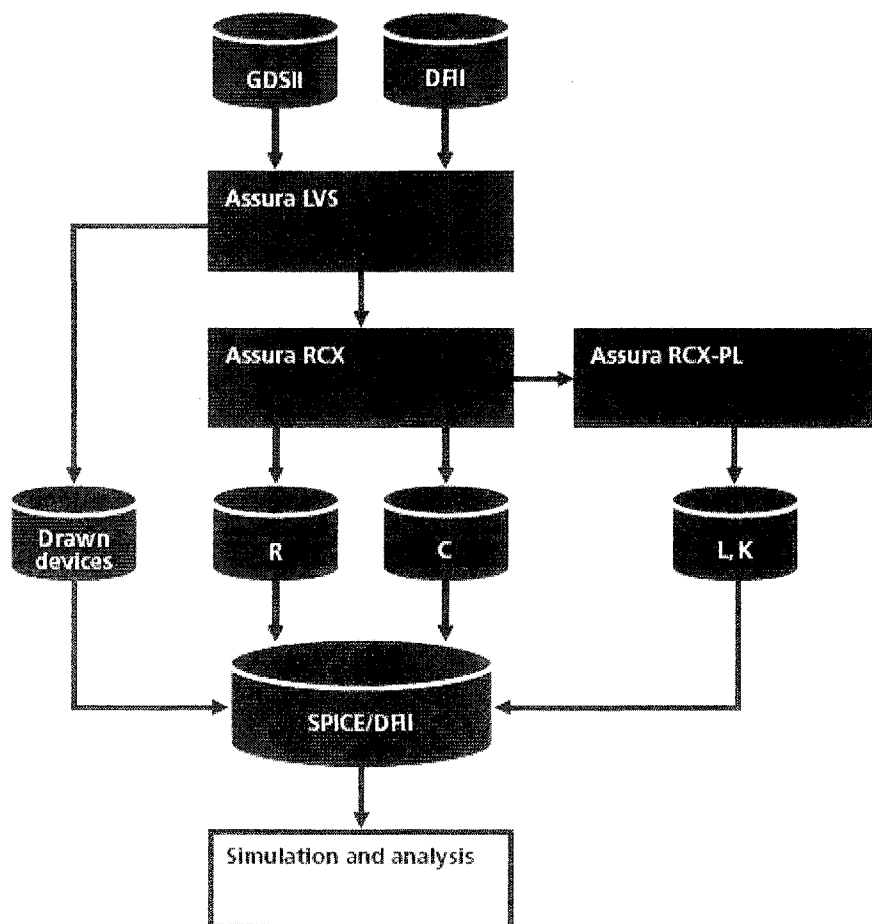 GDSII
DFII
Assura LVS
Assura RCX
Assura RCX-PL
Drawn
devices
R
C
L, K
SPICE/DFII
Simulation and analysis